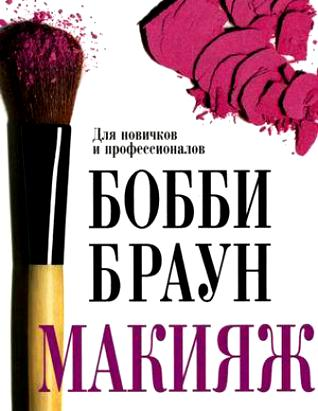 Для новичков
и профессионалов
БОББИ
БРАУН
МАКИЯЖ